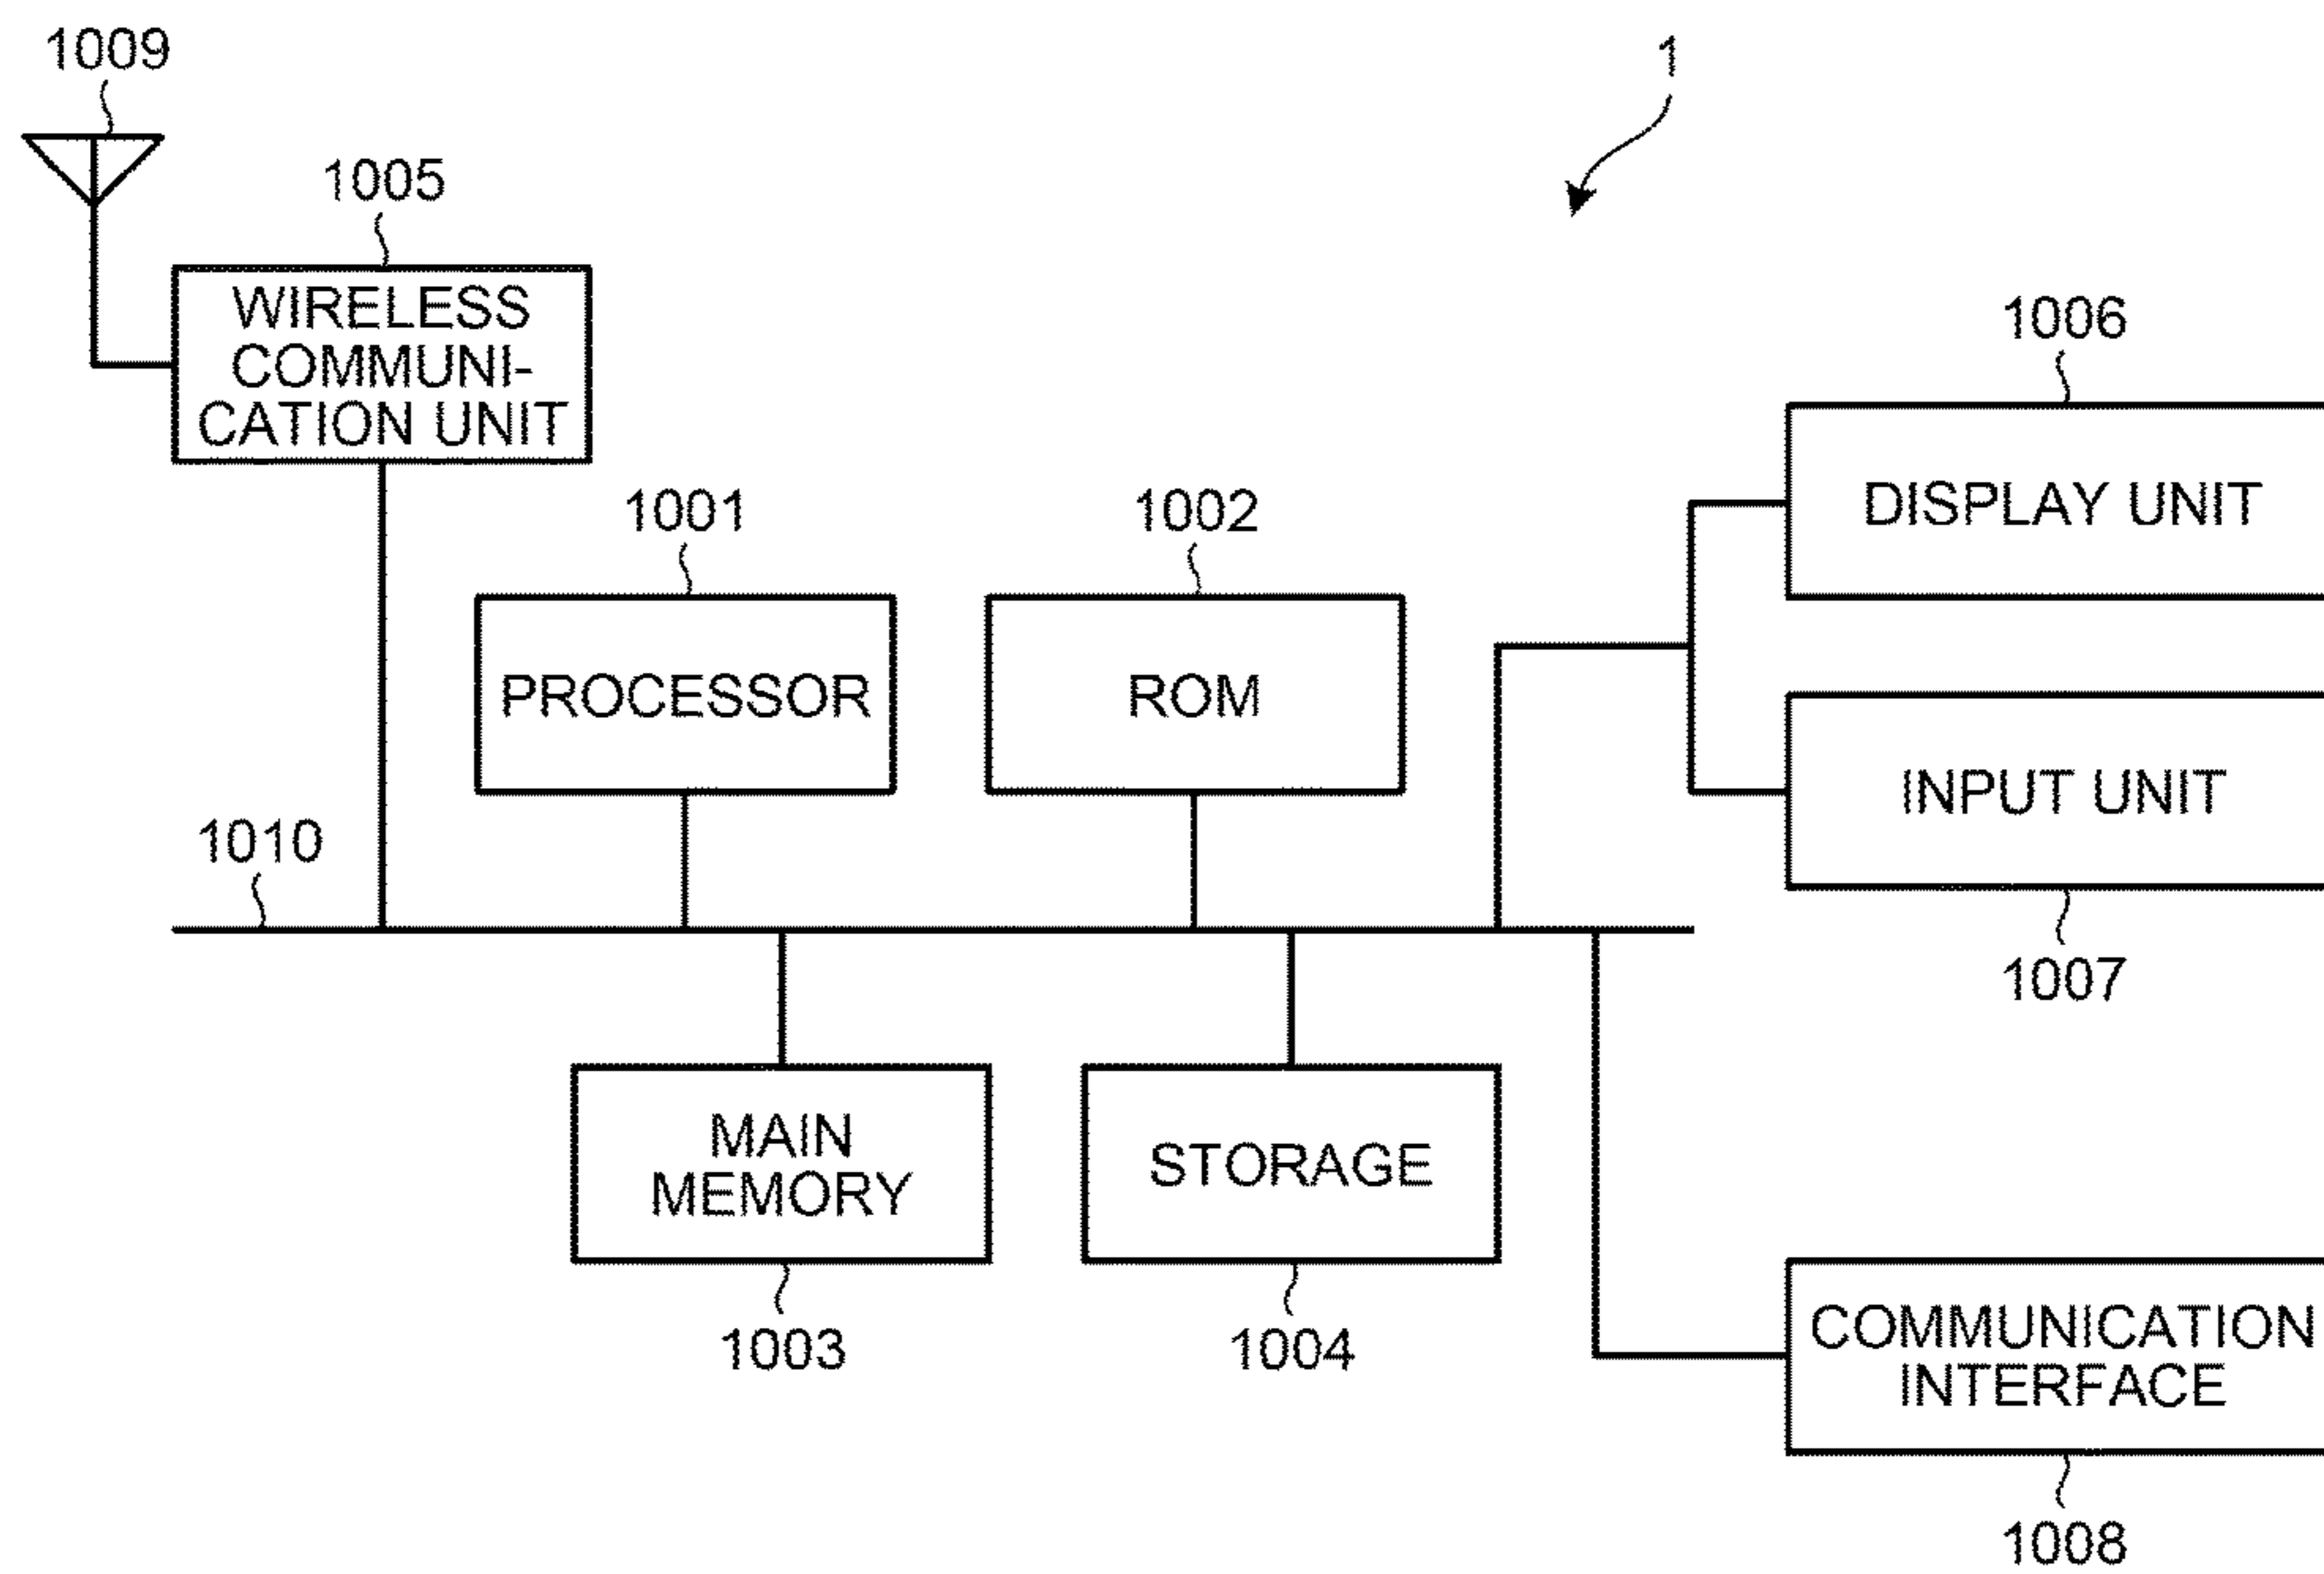 1009
1
1005
WIRELESS
COMMUNI-
CATION UNIT
1006
DISPLAY UNIT
1001
1002
PROCESSOR
ROM
INPUT UNIT
1010
1007
MAIN
MEMORY
STORAGE
1003
1004
COMMUNICATION
INTERFACE
1008